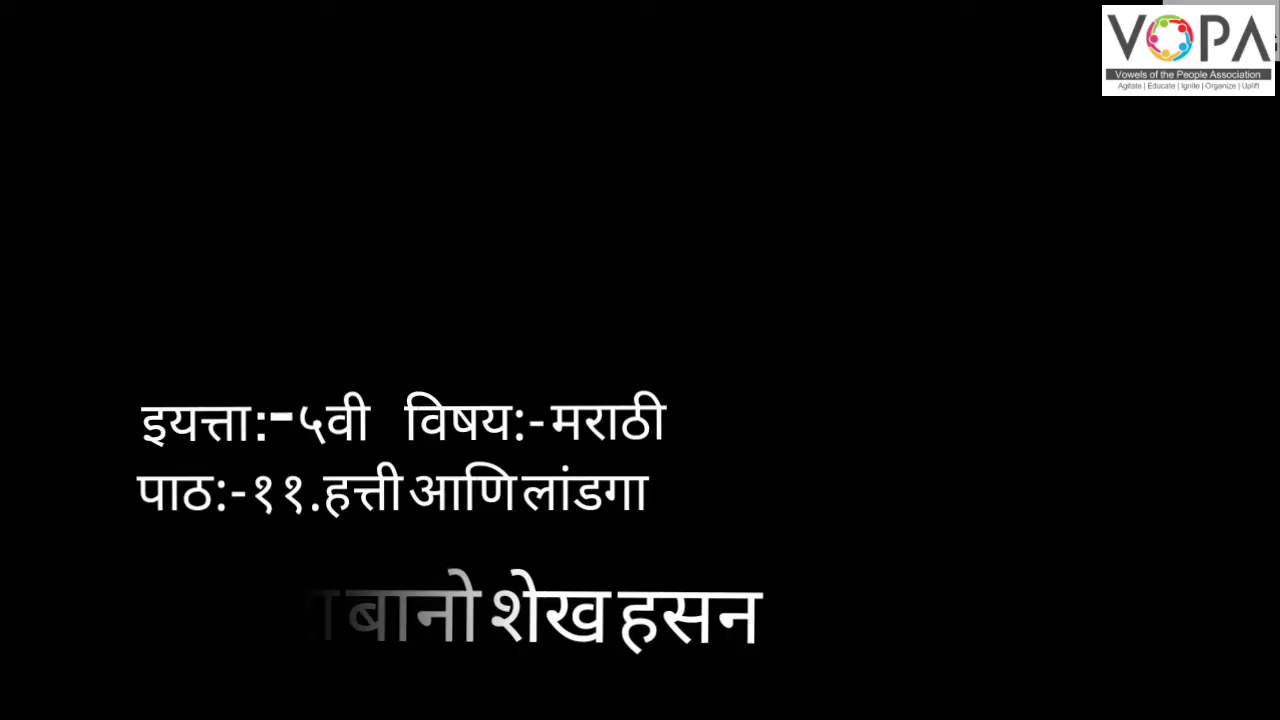 VOPA
Vowels of the People Association
Agitate | Educate | Ignite | Organize | Uplift
इयत्ता:-५वी विषय:-मराठी
पाठ:-११.हत्ती आणि लांडगा
बानो शेख हसन